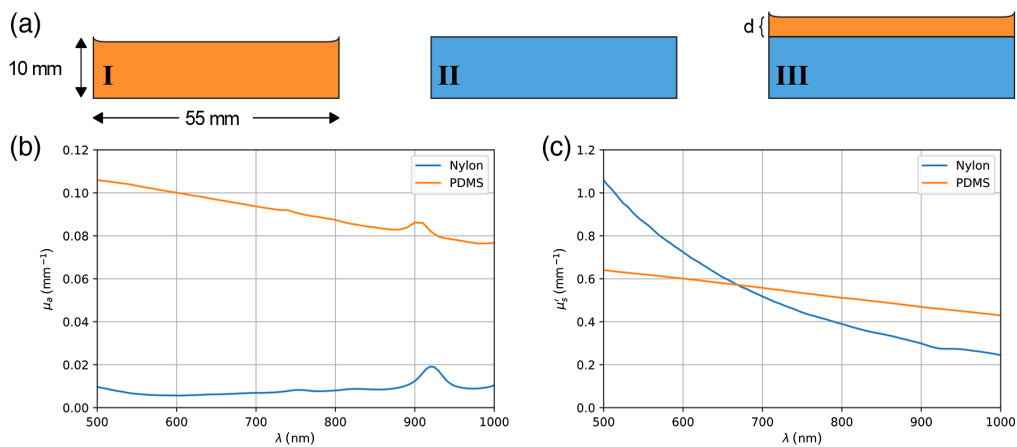 (a)
10 mm
I
II
III
d {
55 mm
(b)
0.12
0.10
0.08
0.06
0.04
0.02
0.00
μa (mm⁻¹)
Nylon
PDMS
500 600 700 800 900 1000
λ (nm)
(c)
1.2
1.0
0.8
0.6
0.4
0.2
0.0
μ's (mm⁻¹)
Nylon
PDMS
500 600 700 800 900 1000
λ (nm)